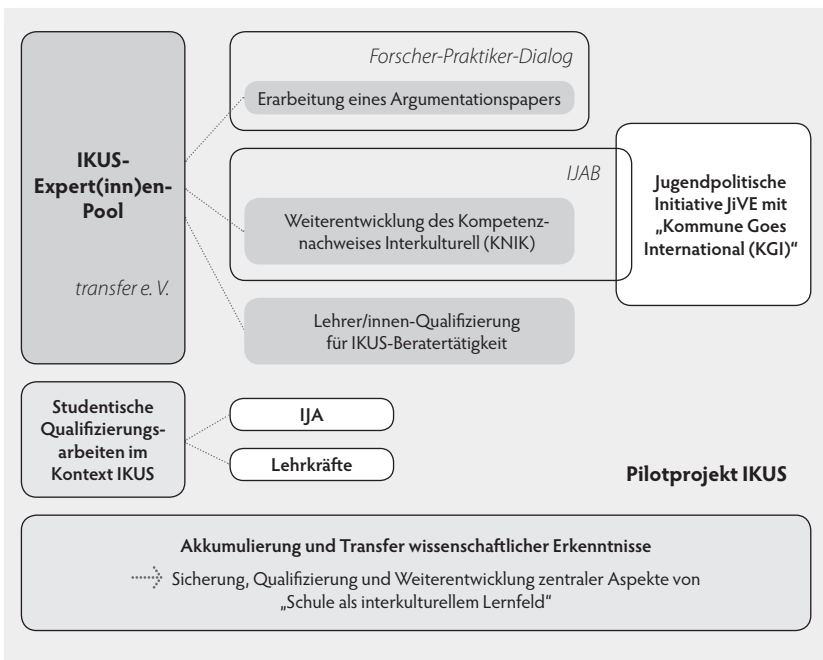 Forscher-Praktiker-Dialog
Erarbeitung eines Argumentationspapers
IKUS-
Expert(inn)en-
Pool
transfer e. V.
IJAB
Weiterentwicklung des Kompetenz-
nachweises Interkulturell (KNIK)
Jugendpolitische
Initiative JiVE mit
„Kommune Goes
International (KGI)“
Lehrer/innen-Qualifizierung
für IKUS-Beratertätigkeit
Studentische
Qualifizierungs-
arbeiten im
Kontext IKUS
IJA
Lehrkräfte
Pilotprojekt IKUS
Akkumulierung und Transfer wissenschaftlicher Erkenntnisse
Sicherung, Qualifizierung und Weiterentwicklung zentraler Aspekte von
„Schule als interkulturellem Lernfeld“